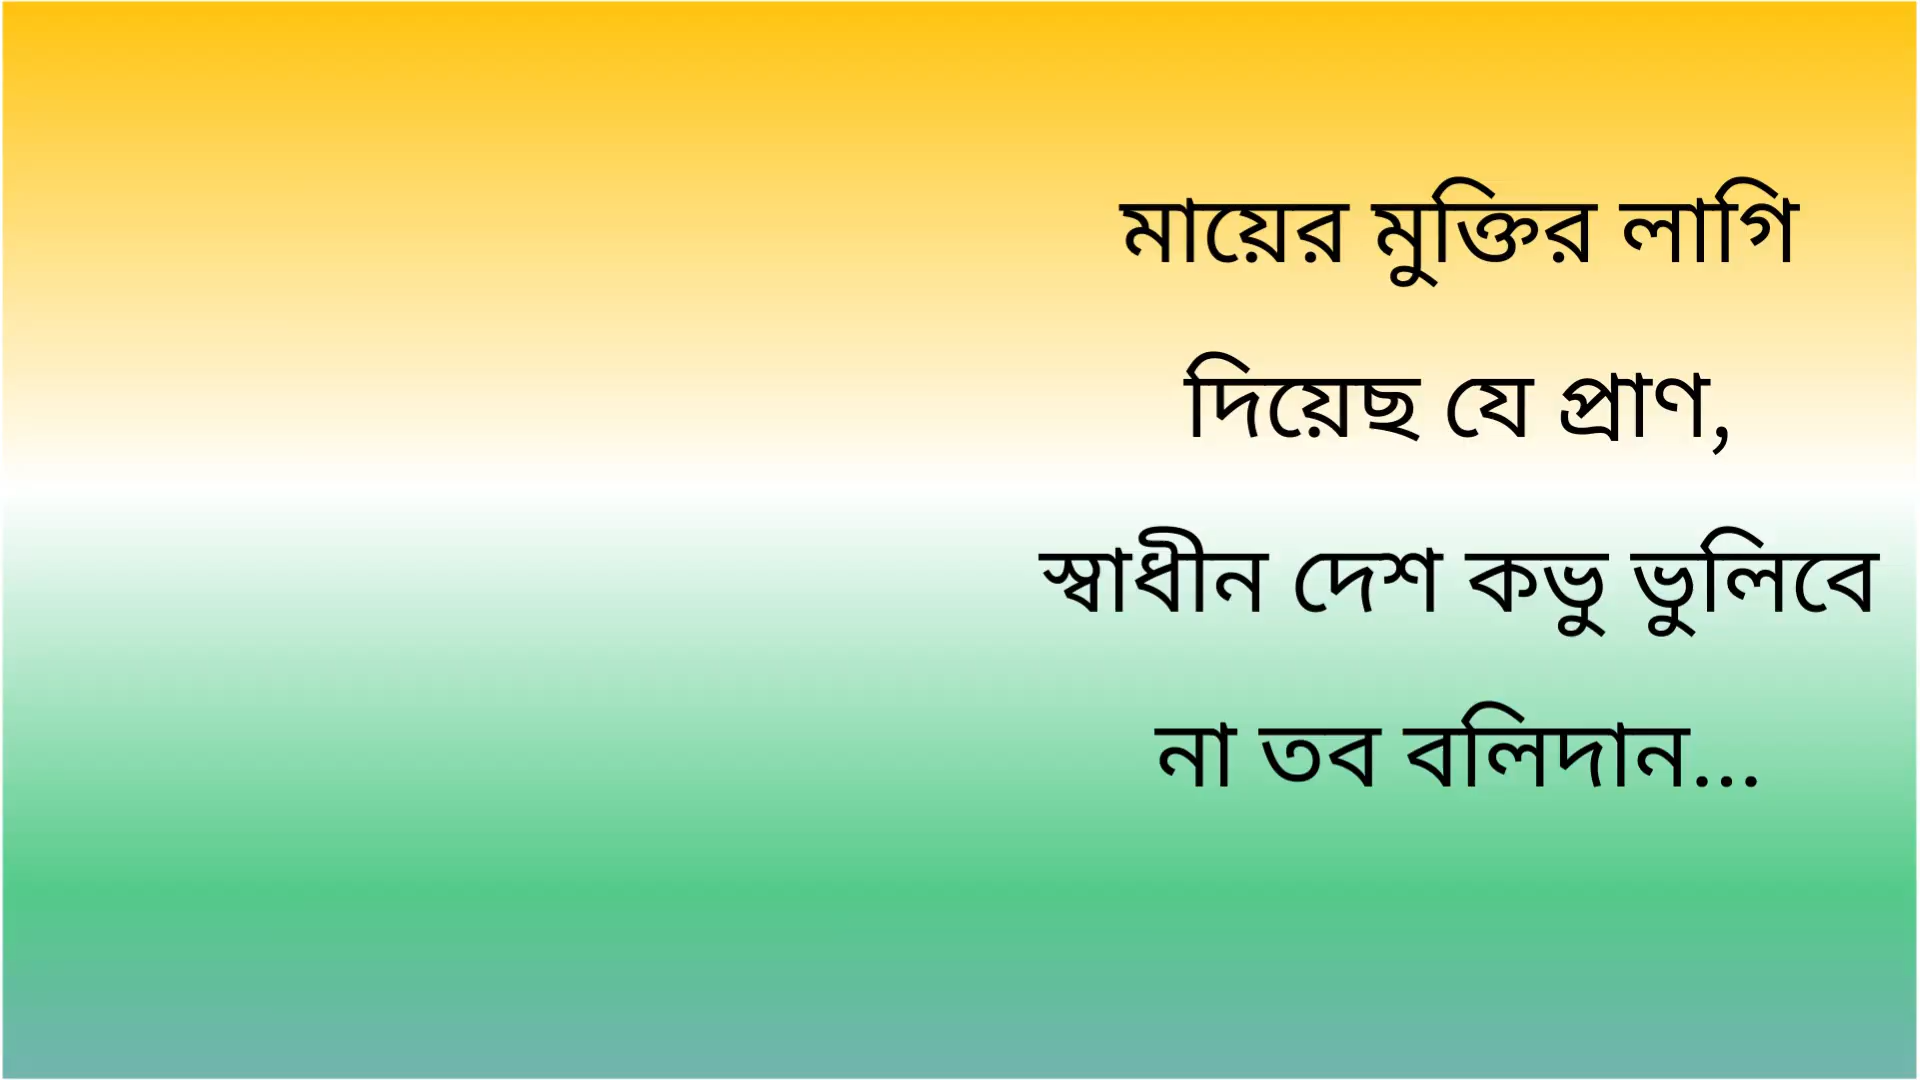 মায়ের মুক্তির লাগি
দিয়েছ যে প্রাণ,
স্বাধীন দেশ কভু ভুলিবে
না তব বলিদান...